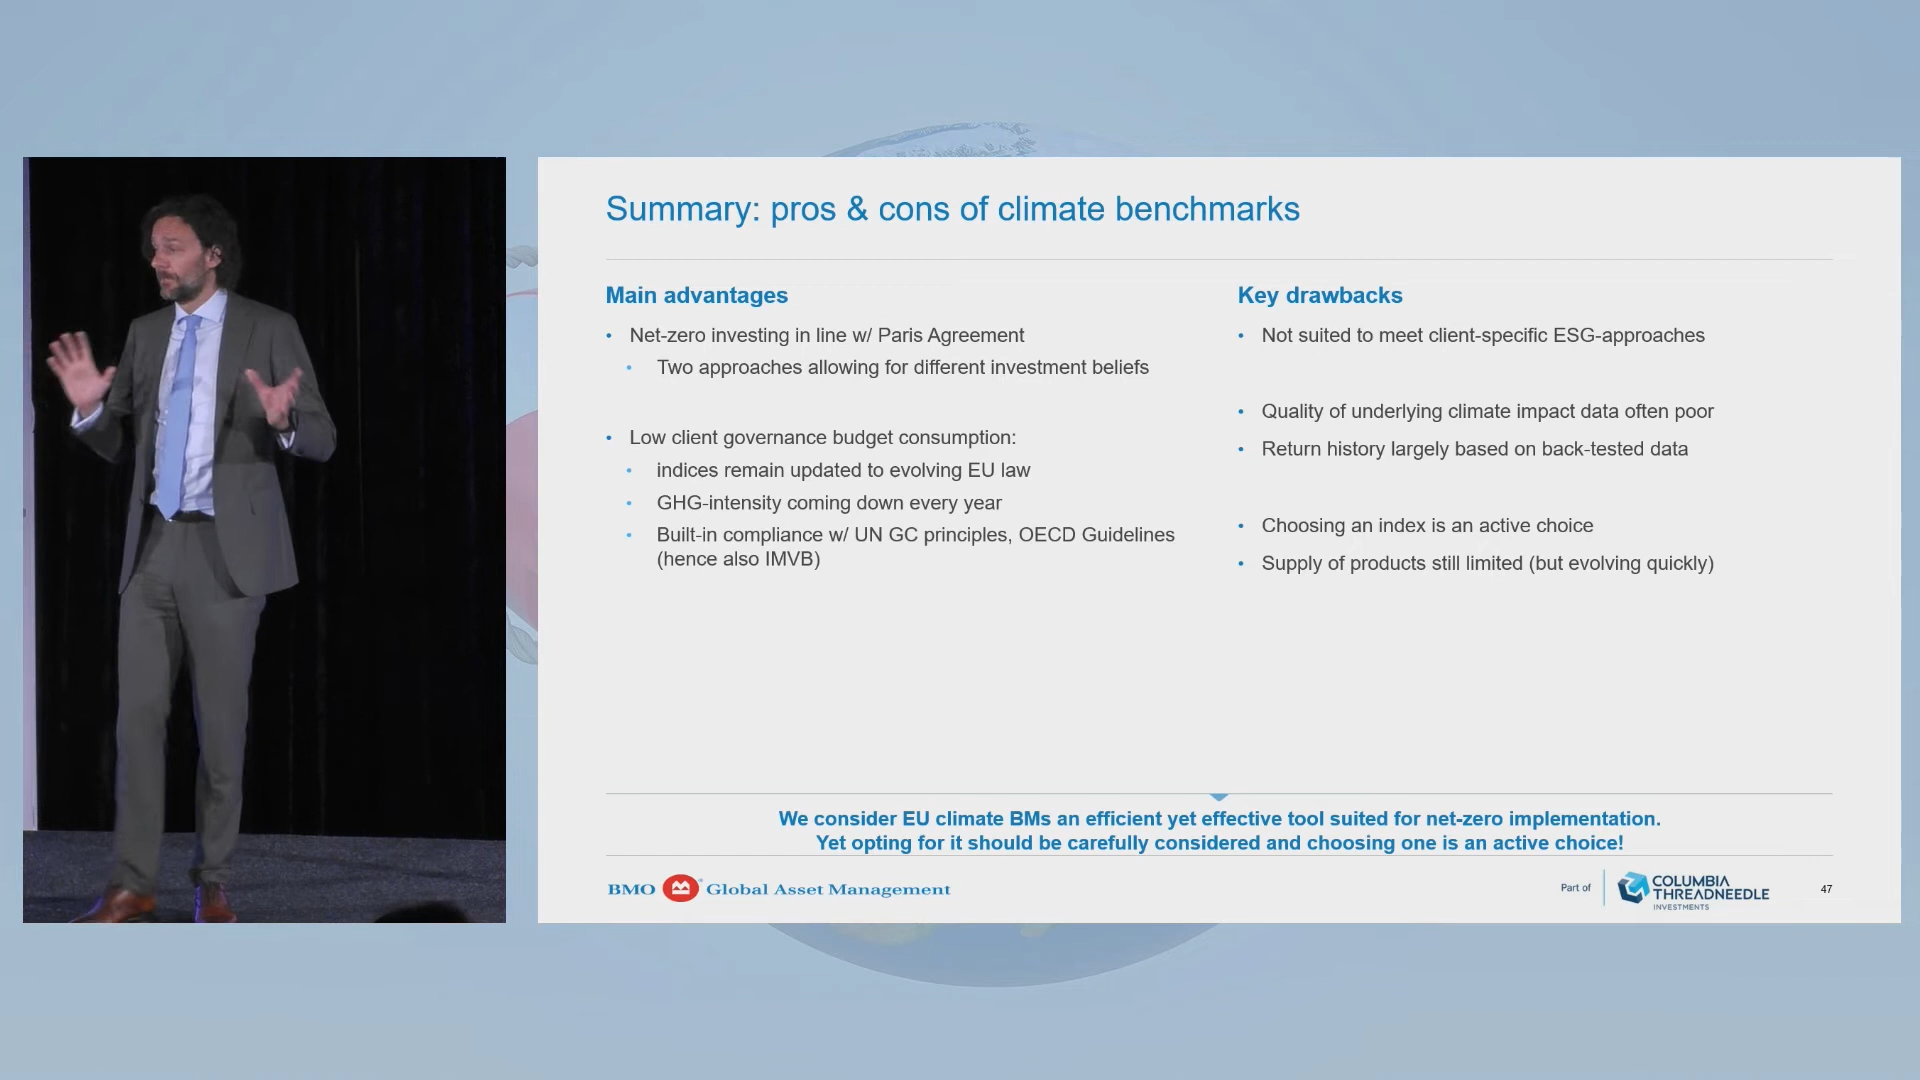 Summary: pros & cons of climate benchmarks
Main advantages
• Net-zero investing in line w/ Paris Agreement
• Two approaches allowing for different investment beliefs
• Low client governance budget consumption:
• indices remain updated to evolving EU law
• GHG-intensity coming down every year
• Built-in compliance w/ UN GC principles, OECD Guidelines
(hence also IMVB)
Key drawbacks
• Not suited to meet client-specific ESG-approaches
• Quality of underlying climate impact data often poor
• Return history largely based on back-tested data
• Choosing an index is an active choice
• Supply of products still limited (but evolving quickly)
We consider EU climate BMs an efficient yet effective tool suited for net-zero implementation.
Yet opting for it should be carefully considered and choosing one is an active choice!
BMO Global Asset Management
Part of
COLUMBIA
THREADNEEDLE
INVESTMENTS
47